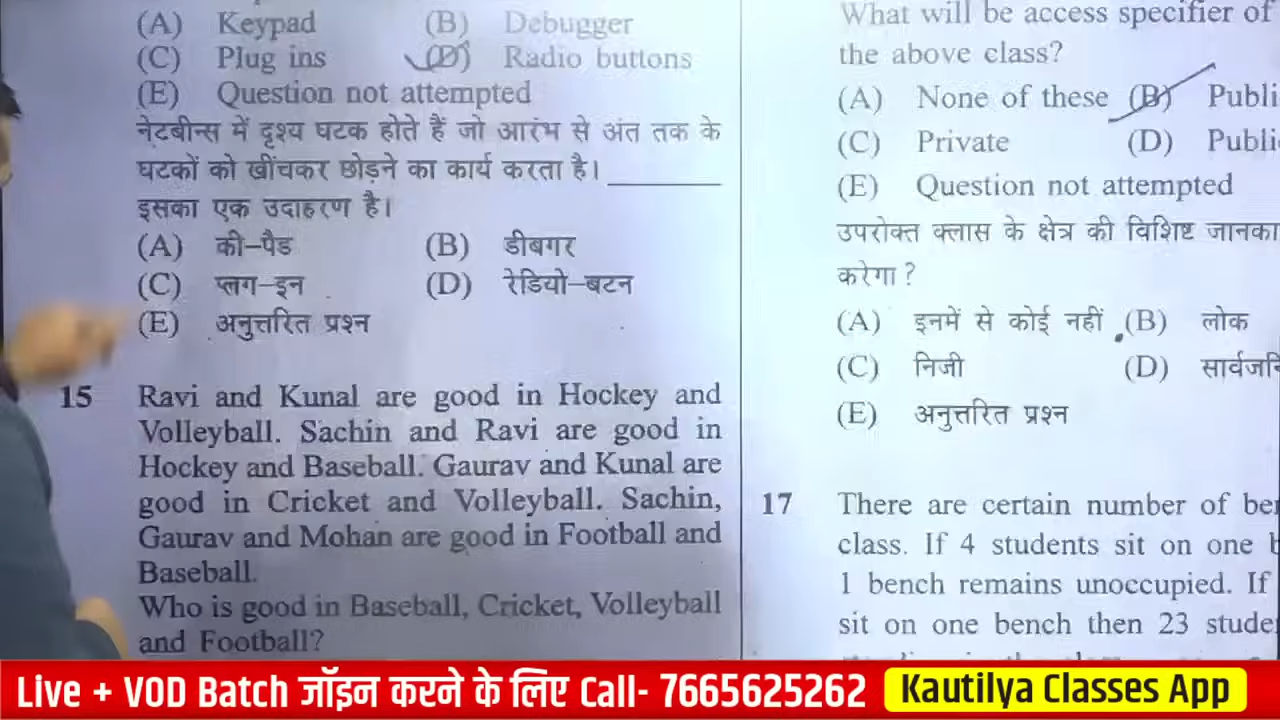 (A) Keypad (B) Debugger
(C) Plug ins (D) Radio buttons
(E) Question not attempted
नेटबीन्स में दृश्य घटक होते हैं जो आरंभ से अंत तक के
घटकों को खींचकर छोड़ने का कार्य करता है। ________
इसका एक उदाहरण है।
(A) की–पैड (B) डीबगर
(C) प्लग–इन (D) रेडियो–बटन
(E) अनुत्तरित प्रश्न
15 Ravi and Kunal are good in Hockey and
Volleyball. Sachin and Ravi are good in
Hockey and Baseball. Gaurav and Kunal are
good in Cricket and Volleyball. Sachin,
Gaurav and Mohan are good in Football and
Baseball.
Who is good in Baseball, Cricket, Volleyball
and Football?
What will be access specifier of
the above class?
(A) None of these (B) Publi
(C) Private (D) Publi
(E) Question not attempted
उपरोक्त क्लास के क्षेत्र की विशिष्ट जानका
करेगा ?
(A) इनमें से कोई नहीं (B) लोक
(C) निजी (D) सार्वजनि
(E) अनुत्तरित प्रश्न
17 There are certain number of be
class. If 4 students sit on one b
1 bench remains unoccupied. If
sit on one bench then 23 stude
Live + VOD Batch जॉइन करने के लिए Call- 7665625262 Kautilya Classes App